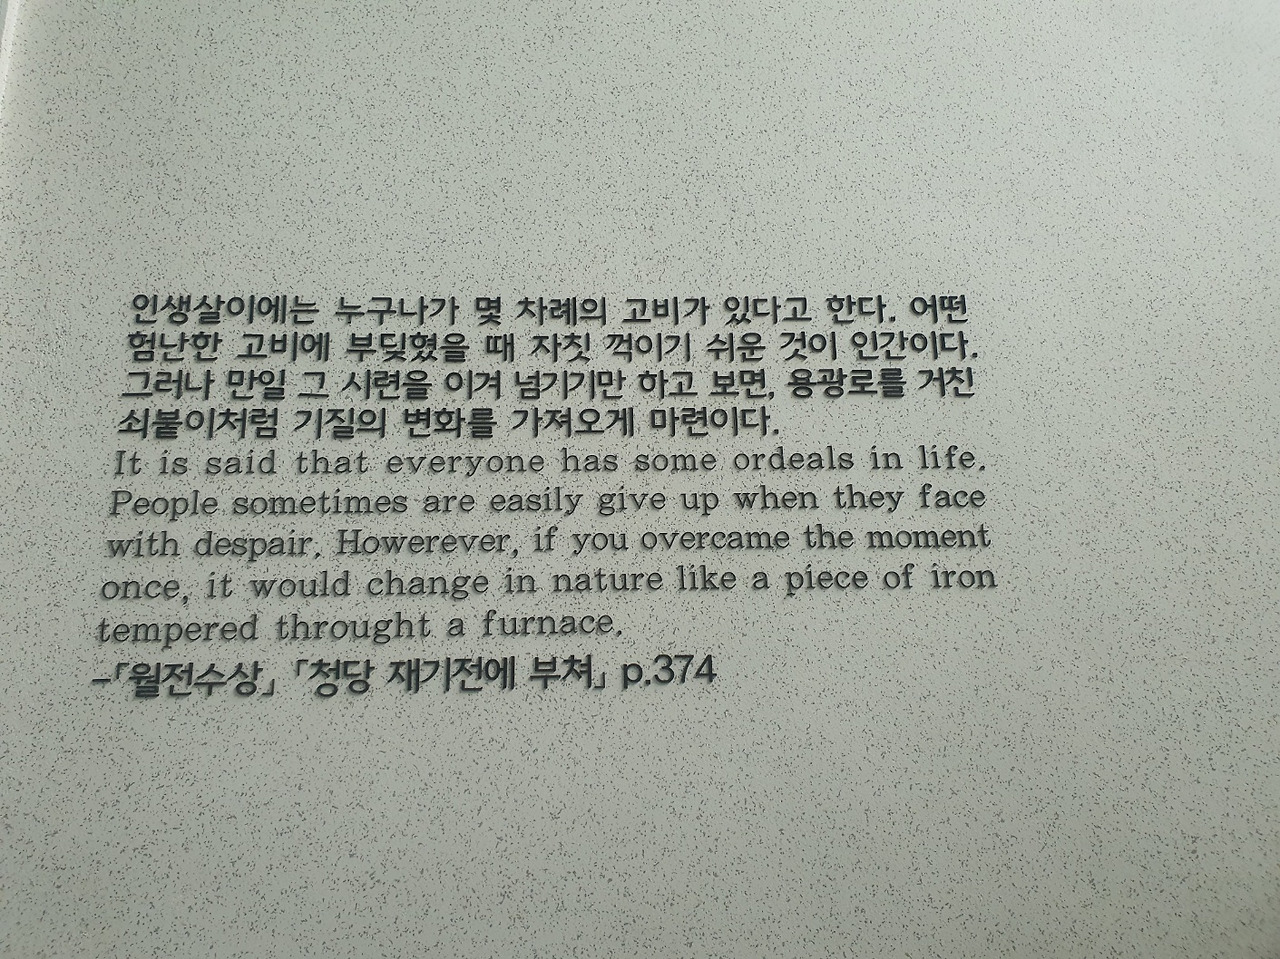 인생살이에는 누구나가 몇 차례의 고비가 있다고 한다. 어떤
험난한 고비에 부딪혔을 때 자칫 꺽이기 쉬운 것이 인간이다.
그러나 만일 그 시련을 이겨 넘기기만 하고 보면, 용광로를 거친
쇠붙이처럼 기질의 변화를 가져오게 마련이다.
It is said that everyone has some ordeals in life.
People sometimes are easily give up when they face
with despair. Howerever, if you overcame the moment
once, it would change in nature like a piece of iron
tempered throught a furnace.
-「월전수상」「청당 재기전에 부쳐」 p.374